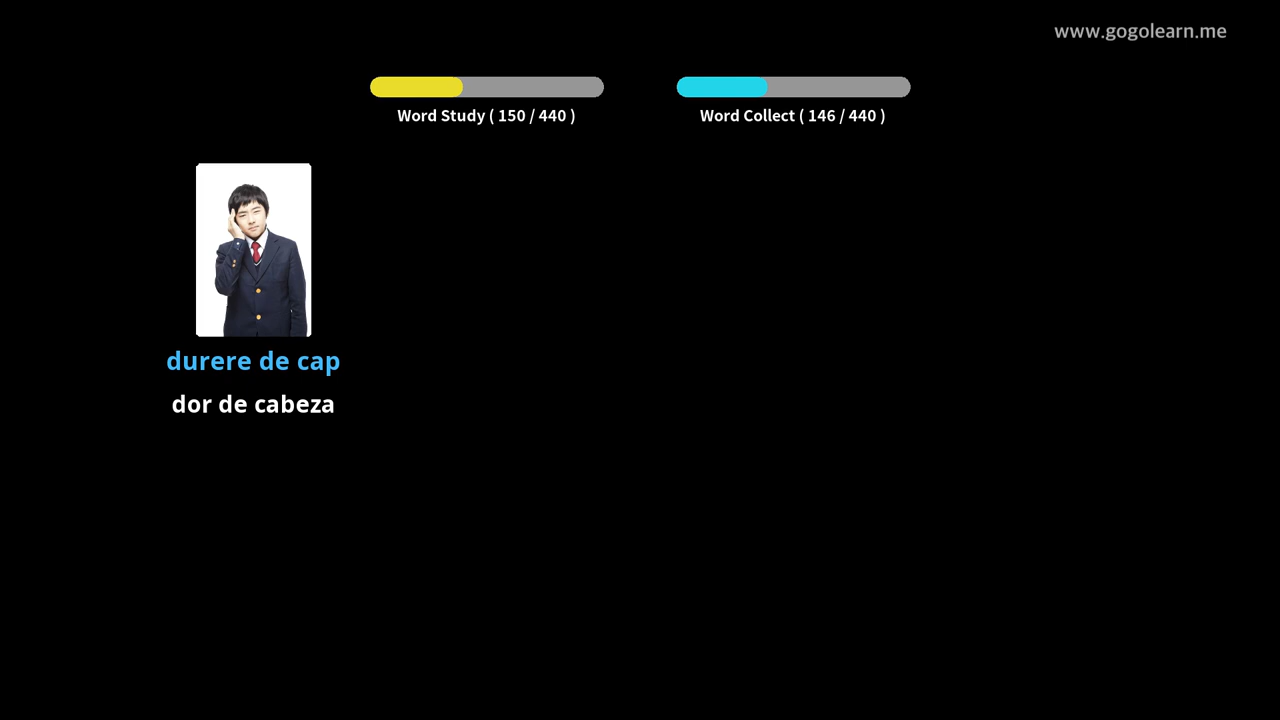 www.gogolearn.me
Word Study ( 150 / 440 )
Word Collect ( 146 / 440 )
durere de cap
dor de cabeza